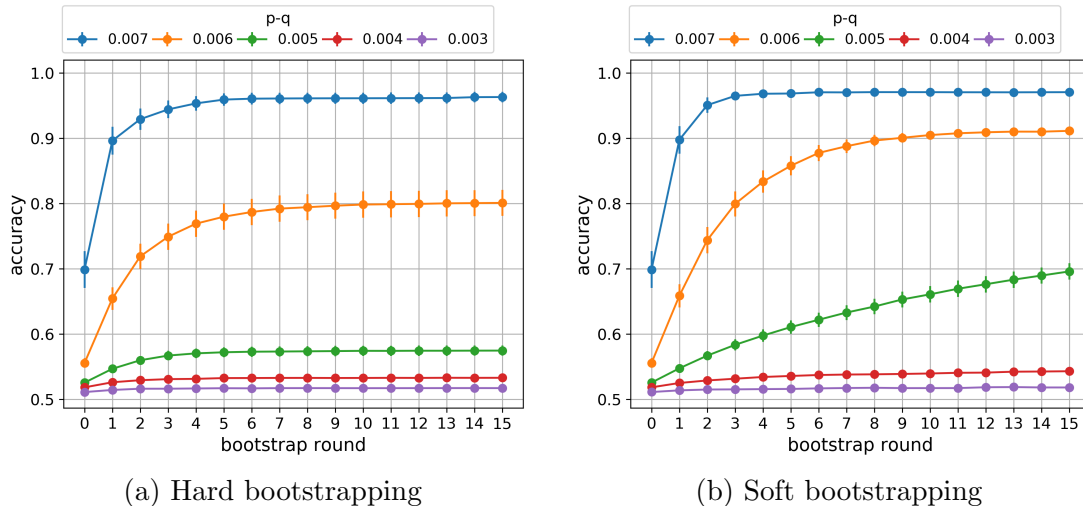 p-q
0.007 0.006 0.005 0.004 0.003
1.0
0.9
0.8
0.7
0.6
0.5
accuracy
0 1 2 3 4 5 6 7 8 9 10 11 12 13 14 15
bootstrap round
(a) Hard bootstrapping
p-q
0.007 0.006 0.005 0.004 0.003
1.0
0.9
0.8
0.7
0.6
0.5
accuracy
0 1 2 3 4 5 6 7 8 9 10 11 12 13 14 15
bootstrap round
(b) Soft bootstrapping